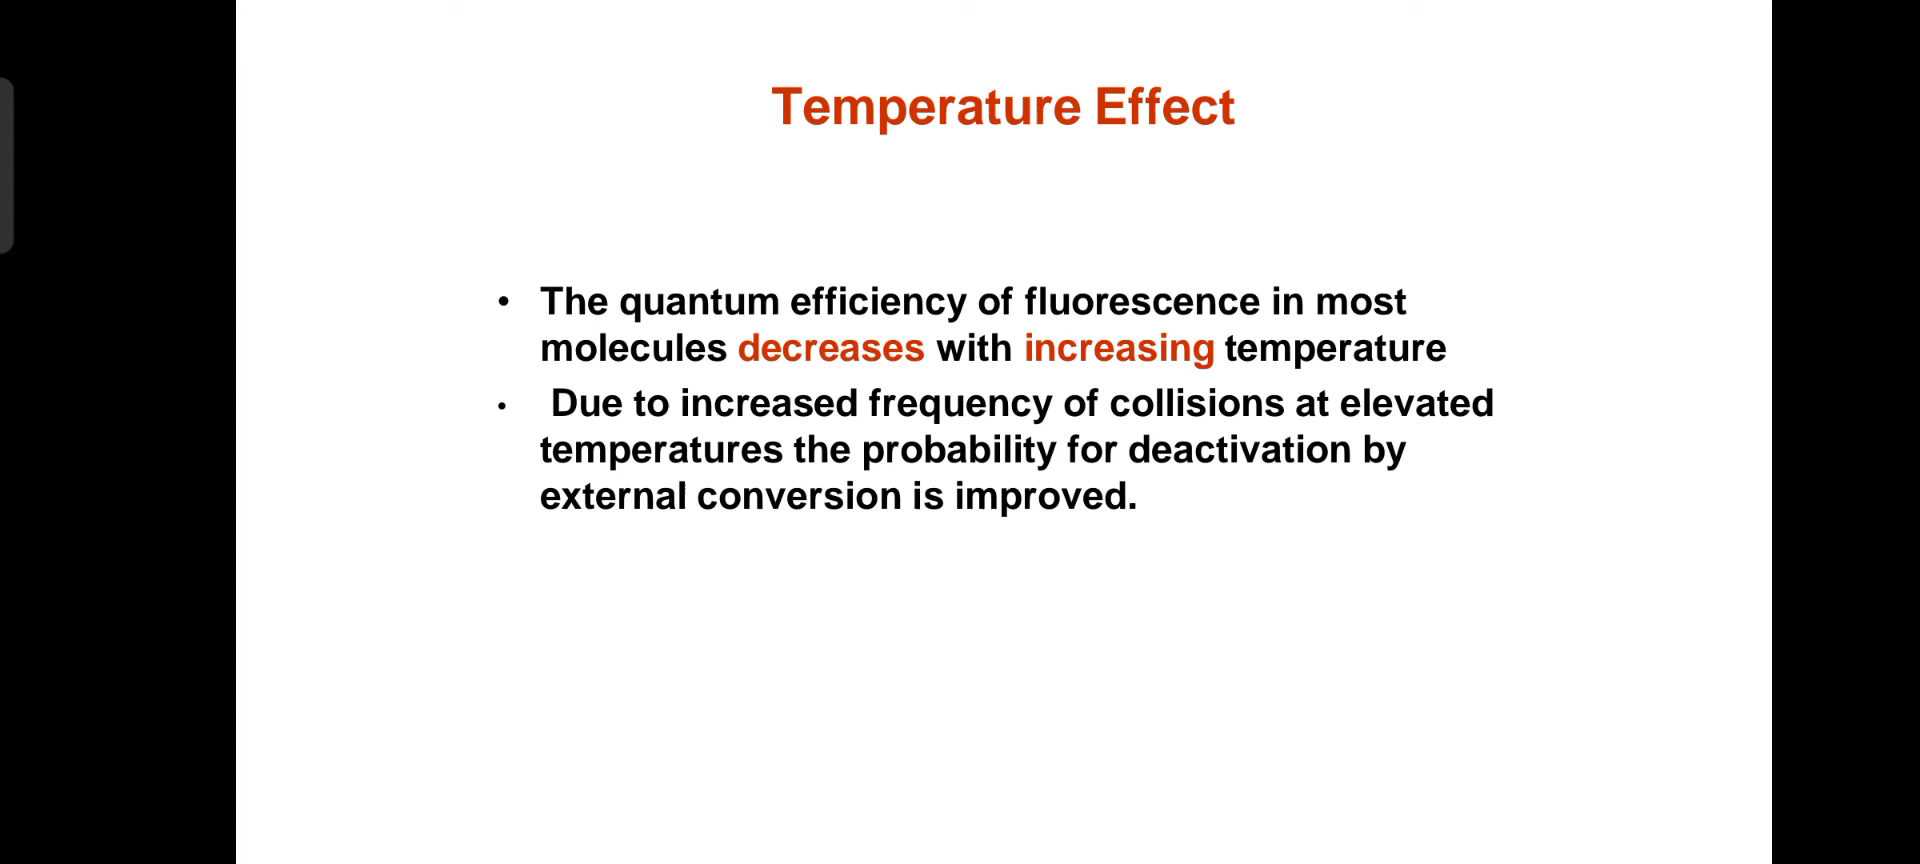 Temperature Effect
• The quantum efficiency of fluorescence in most
molecules decreases with increasing temperature
• Due to increased frequency of collisions at elevated
temperatures the probability for deactivation by
external conversion is improved.